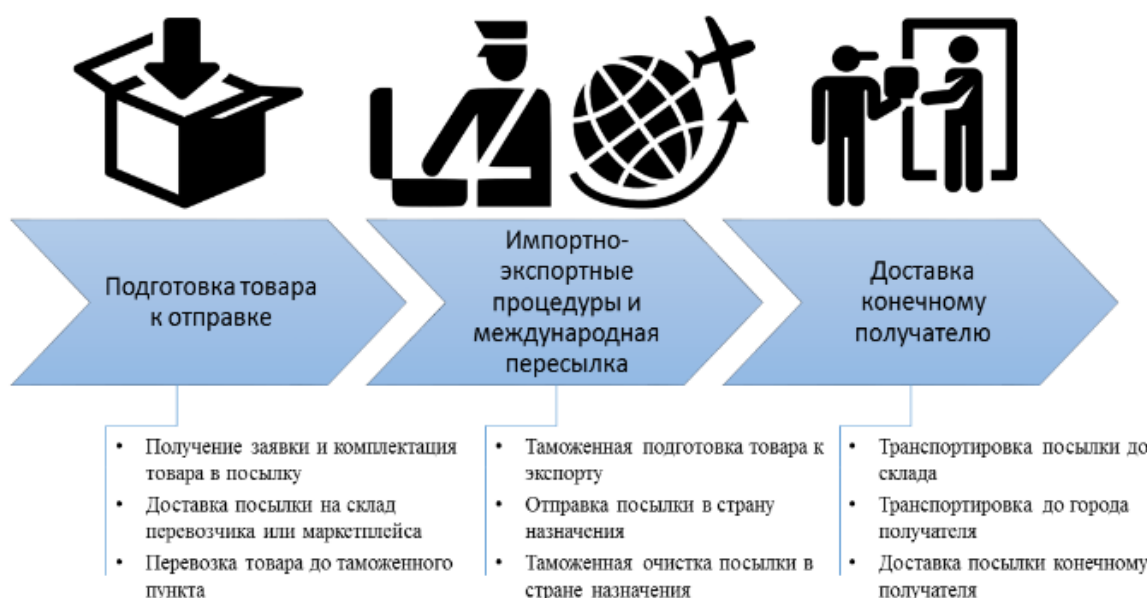 Подготовка товара
к отправке
Импортно-
экспортные
процедуры и
международная
пересылка
Доставка
конечному
получателю
• Получение заявки и комплектация
товара в посылку
• Доставка посылки на склад
перевозчика или маркетплейса
• Перевозка товара до таможенного
пункта
• Таможенная подготовка товара к
экспорту
• Отправка посылки в страну
назначения
• Таможенная очистка посылки в
стране назначения
• Транспортировка посылки до
склада
• Транспортировка до города
получателя
• Доставка посылки конечному
получателя